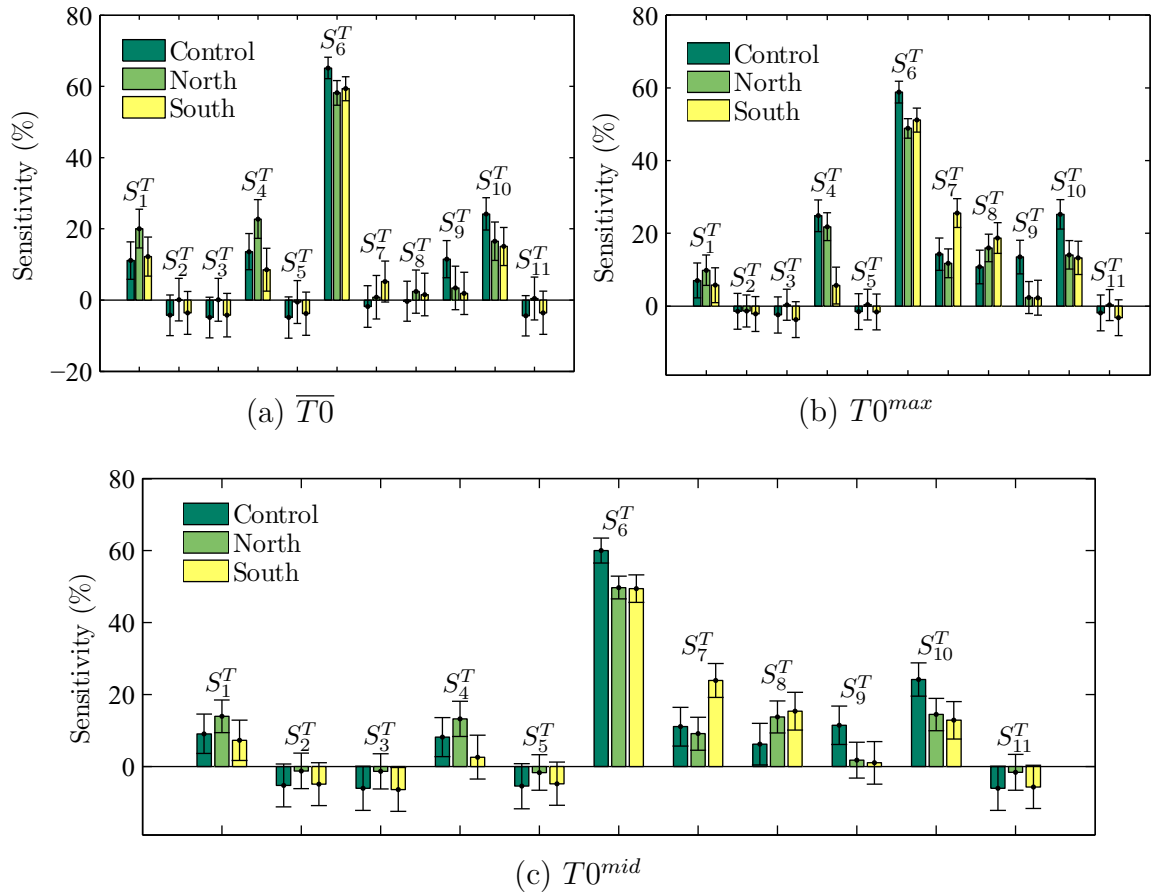 80
60
40
20
0
−20
Sensitivity (%)
Control
North
South
S_1^T
S_2^T
S_3^T
S_4^T
S_5^T
S_6^T
S_7^T
S_8^T
S_9^T
S_10^T
S_11^T
(a) T0
80
60
40
20
0
Sensitivity (%)
Control
North
South
S_1^T
S_2^T
S_3^T
S_4^T
S_5^T
S_6^T
S_7^T
S_8^T
S_9^T
S_10^T
S_11^T
(b) T0^max
80
60
40
20
0
Sensitivity (%)
Control
North
South
S_1^T
S_2^T
S_3^T
S_4^T
S_5^T
S_6^T
S_7^T
S_8^T
S_9^T
S_10^T
S_11^T
(c) T0^mid